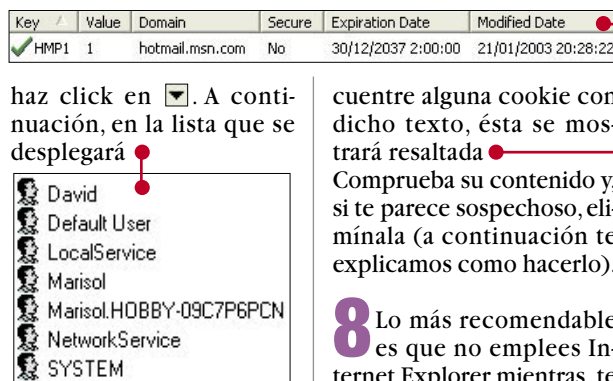 Key Value Domain Secure Expiration Date Modified Date
HMP1 1 hotmail.msn.com No 30/12/2037 2:00:00 21/01/2003 20:28:22
haz click en . A conti-
nuación, en la lista que se
desplegará
David
Default User
LocalService
Marisol
Marisol.HOBBY-09C7P6PCN
NetworkService
SYSTEM
cuentre alguna cookie con
dicho texto, ésta se mos-
trará resaltada
Comprueba su contenido y,
si te parece sospechoso, eli-
mínala (a continuación te
explicamos como hacerlo).
8 Lo más recomendable
es que no emplees In-
ternet Explorer mientras te